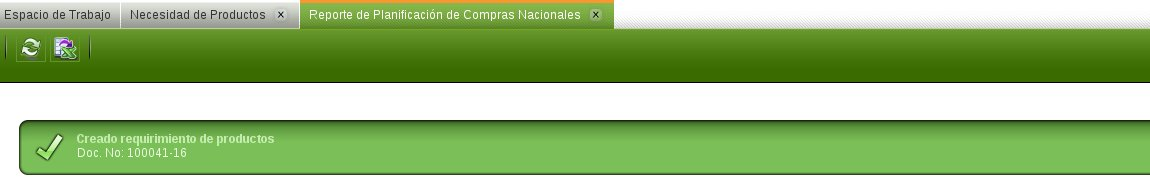 Espacio de Trabajo
Necesidad de Productos
Reporte de Planificación de Compras Nacionales
Creado requirimiento de productos
Doc. No: 100041-16